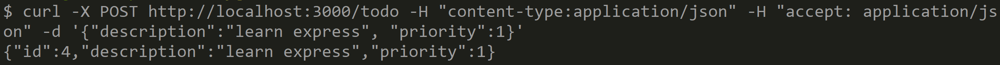 $ curl -X POST http://localhost:3000/todo -H "content-type:application/json" -H "accept: application/js
on" -d '{"description":"learn express", "priority":1}'
{"id":4,"description":"learn express","priority":1}